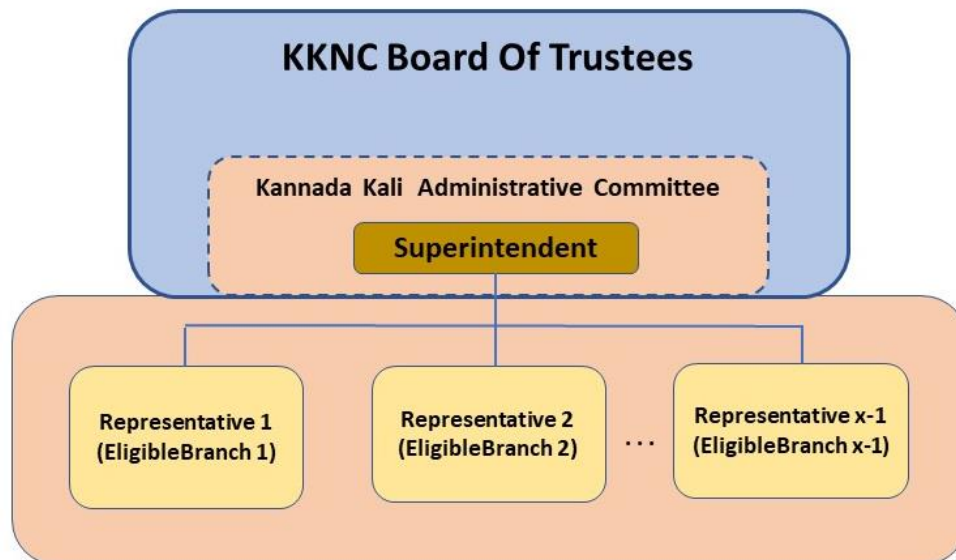 KKNC Board Of Trustees
Kannada Kali Administrative Committee
Superintendent
Representative 1
(EligibleBranch 1)
Representative 2
(EligibleBranch 2)
...
Representative x-1
(EligibleBranch x-1)